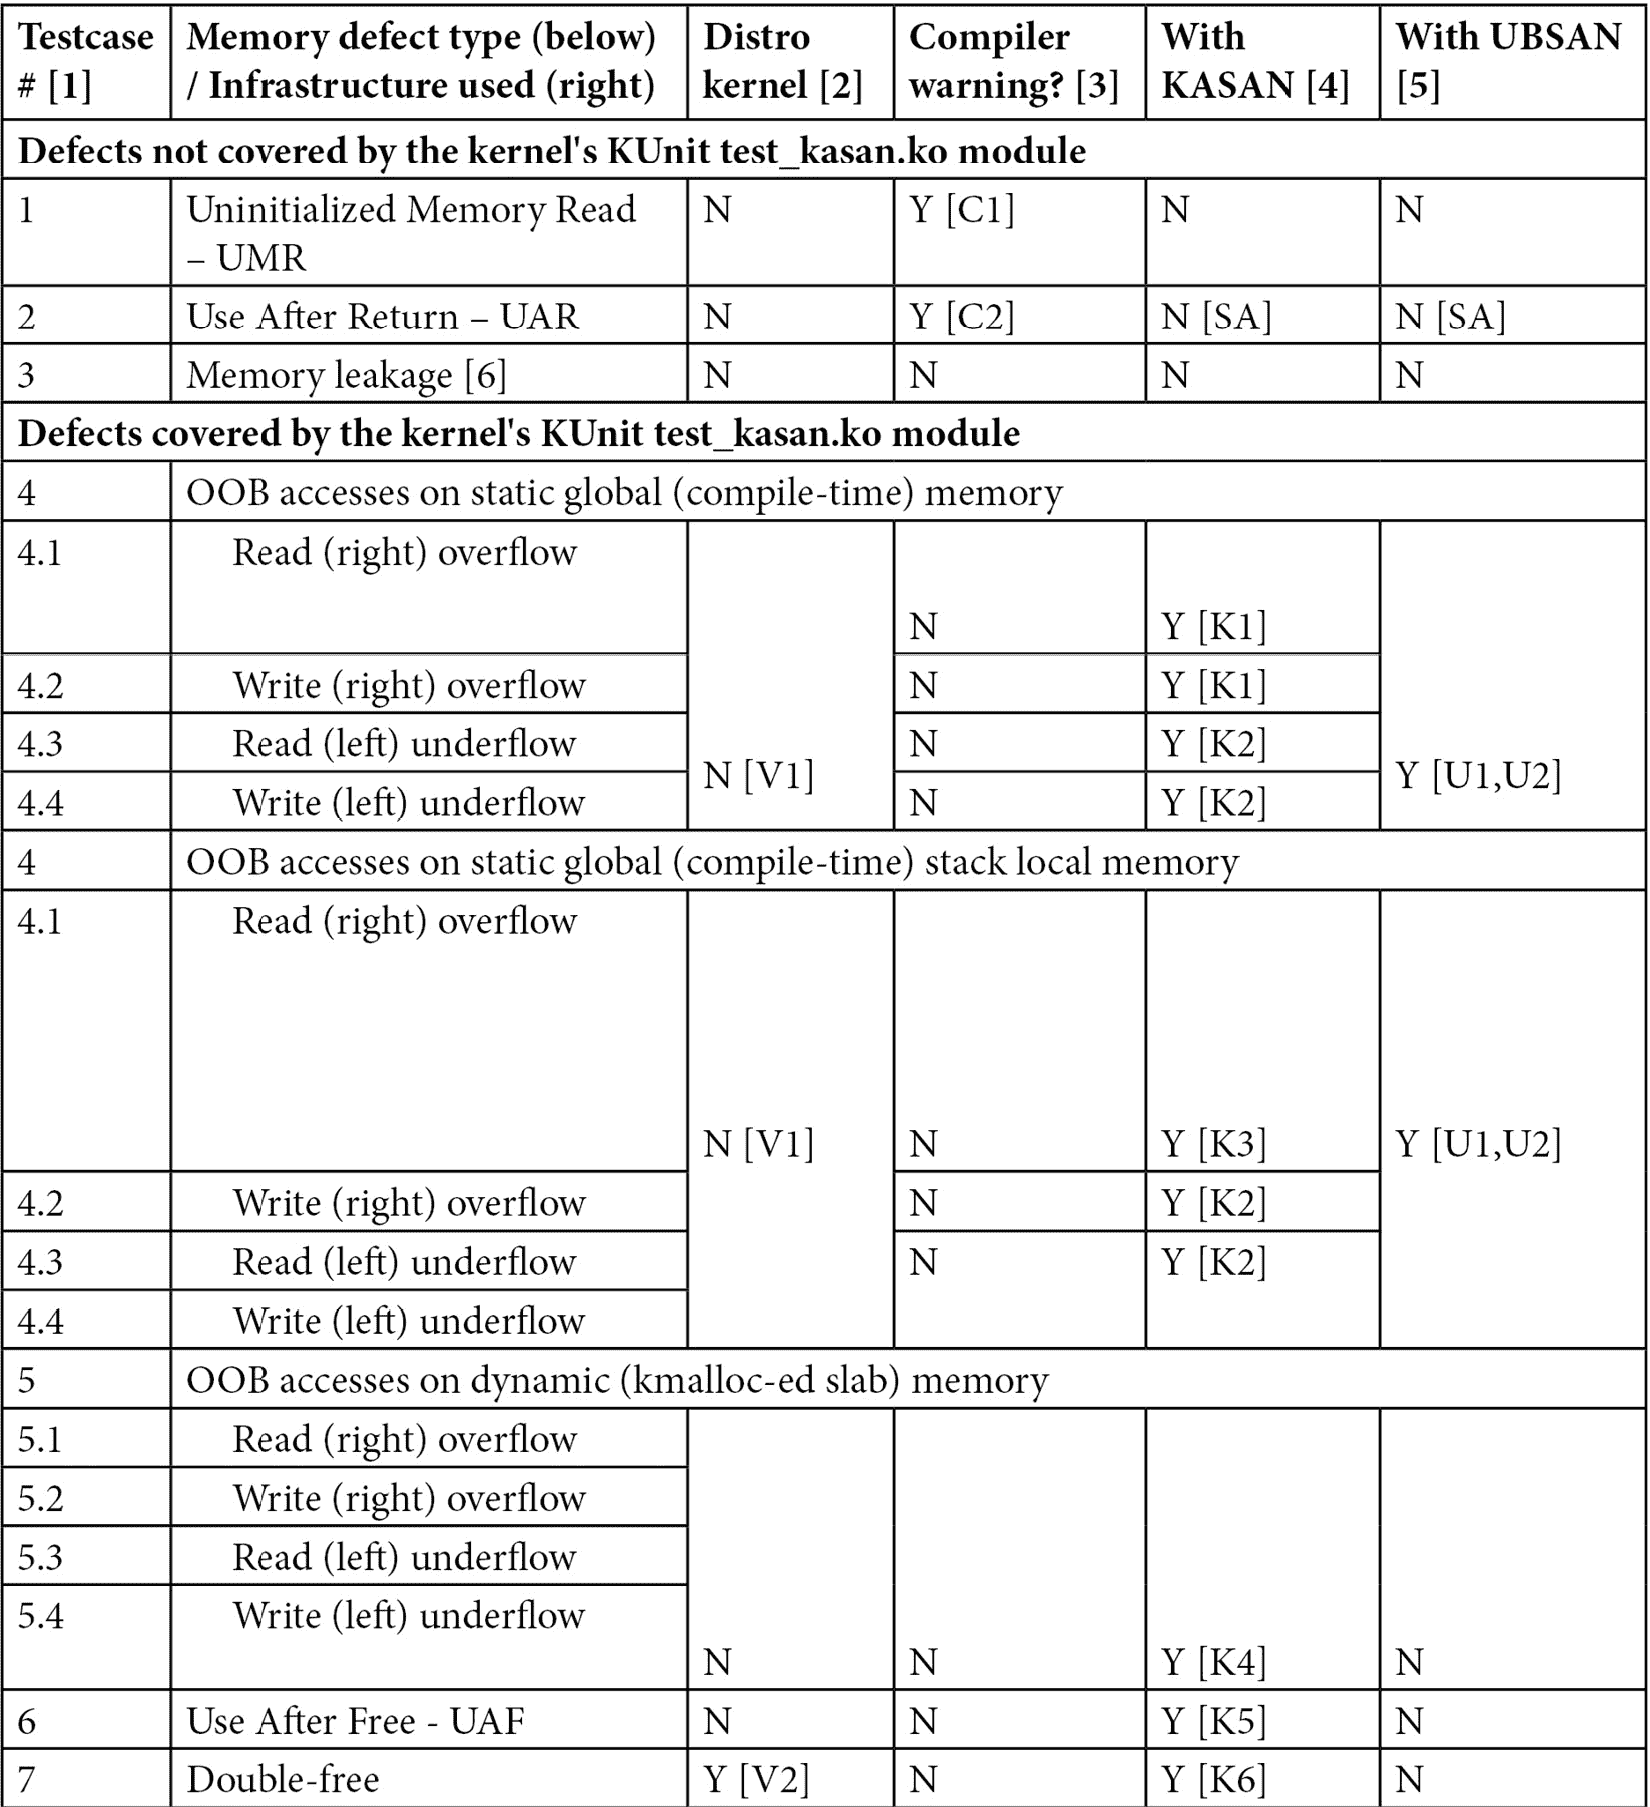 Testcase # [1] Memory defect type (below) / Infrastructure used (right) Distro kernel [2] Compiler warning? [3] With KASAN [4] With UBSAN [5]
Defects not covered by the kernel's KUnit test_kasan.ko module
1 Uninitialized Memory Read – UMR N Y [C1] N N
2 Use After Return – UAR N Y [C2] N [SA] N [SA]
3 Memory leakage [6] N N N N
Defects covered by the kernel's KUnit test_kasan.ko module
4 OOB accesses on static global (compile-time) memory
4.1 Read (right) overflow N Y [K1]
4.2 Write (right) overflow N Y [K1]
4.3 Read (left) underflow N Y [K2]
N [V1] Y [U1,U2]
4.4 Write (left) underflow N Y [K2]
4 OOB accesses on static global (compile-time) stack local memory
4.1 Read (right) overflow N [V1] N Y [K3] Y [U1,U2]
4.2 Write (right) overflow N Y [K2]
4.3 Read (left) underflow N Y [K2]
4.4 Write (left) underflow
5 OOB accesses on dynamic (kmalloc-ed slab) memory
5.1 Read (right) overflow
5.2 Write (right) overflow
5.3 Read (left) underflow
5.4 Write (left) underflow
N N Y [K4] N
6 Use After Free - UAF N N Y [K5] N
7 Double-free Y [V2] N Y [K6] N